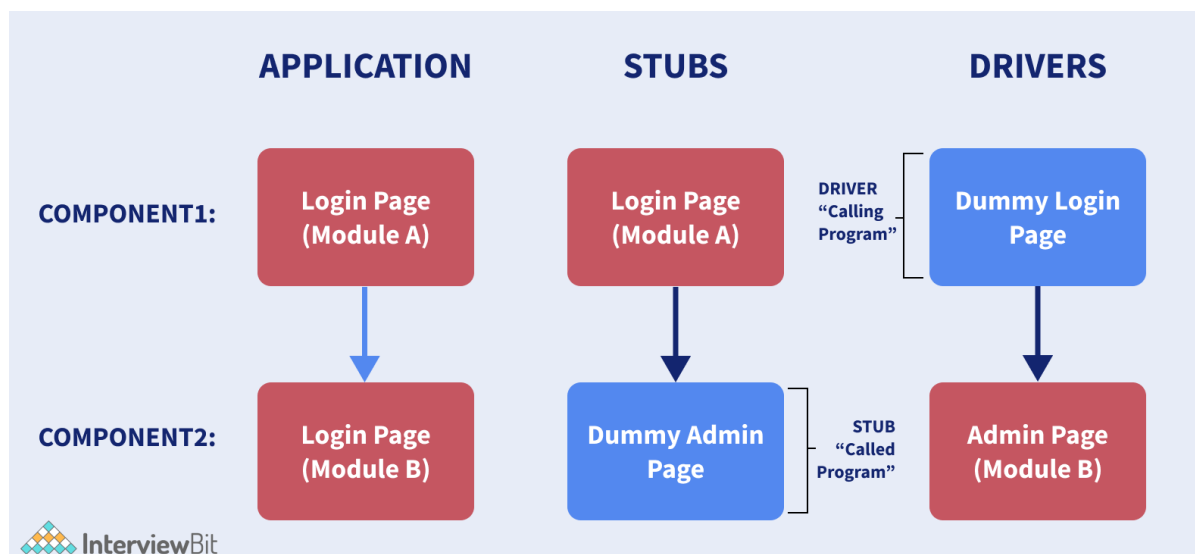 APPLICATION
STUBS
DRIVERS
COMPONENT1:
Login Page
(Module A)
Login Page
(Module A)
DRIVER
“Calling
Program”
Dummy Login
Page
COMPONENT2:
Login Page
(Module B)
Dummy Admin
Page
STUB
“Called
Program”
Admin Page
(Module B)
InterviewBit